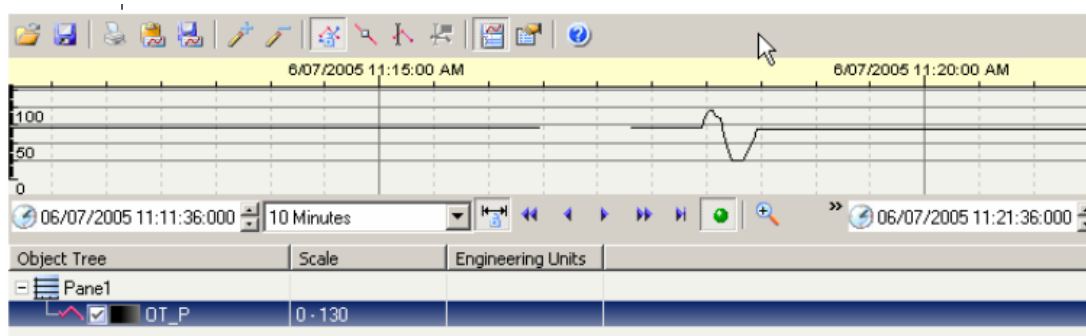 6/07/2005 11:15:00 AM 6/07/2005 11:20:00 AM
100
50
0
06/07/2005 11:11:36:000 10 Minutes » 06/07/2005 11:21:36:000
Object Tree Scale Engineering Units
Pane1
OT_P 0 - 130